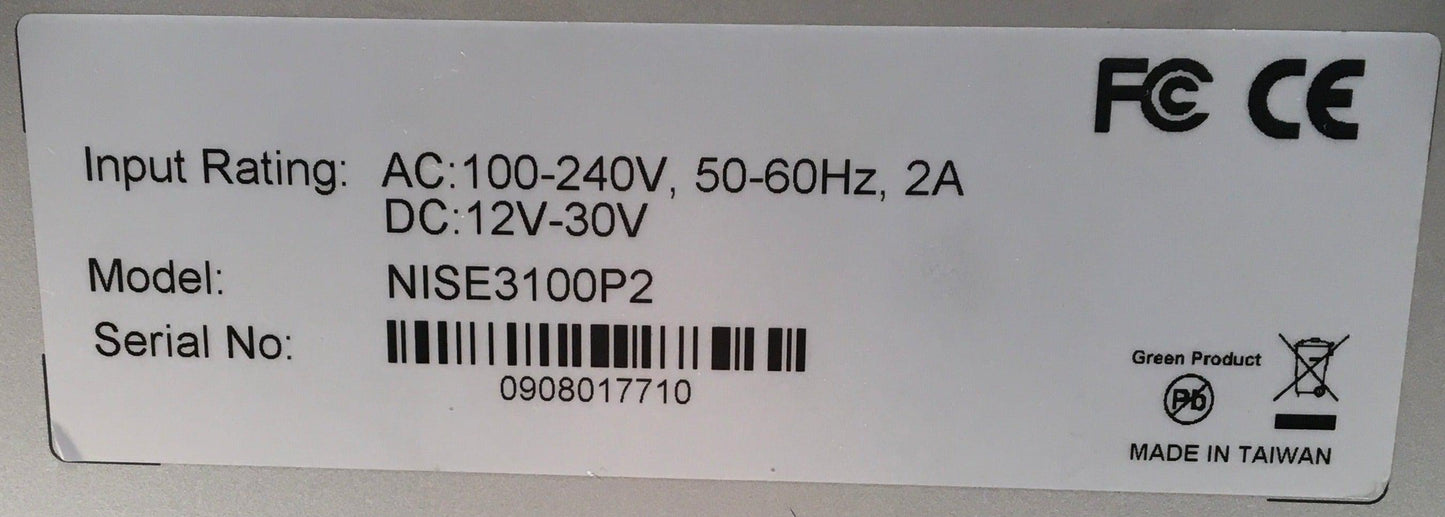 FC CE
Input Rating: AC:100-240V, 50-60Hz, 2A
DC:12V-30V
Model: NISE3100P2
Serial No:
0908017710
Green Product
Pb
MADE IN TAIWAN